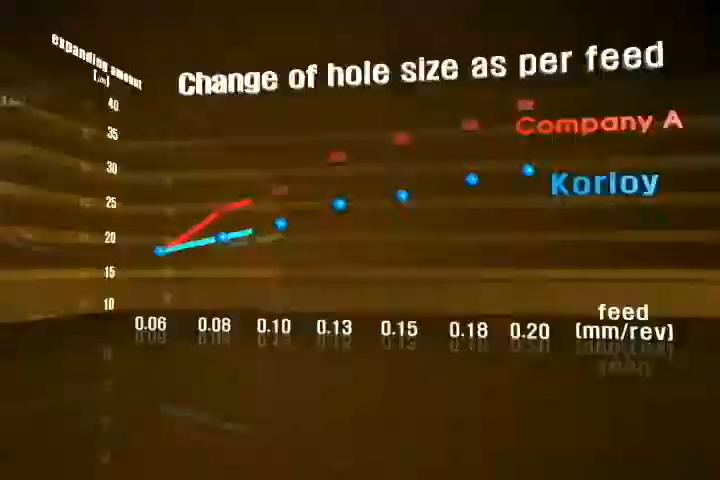 expanding amount
Change of hole size as per feed
40
35
30
25
20
15
10
Company A
Korloy
0.06 0.08 0.10 0.13 0.15 0.18 0.20
feed
(mm/rev)